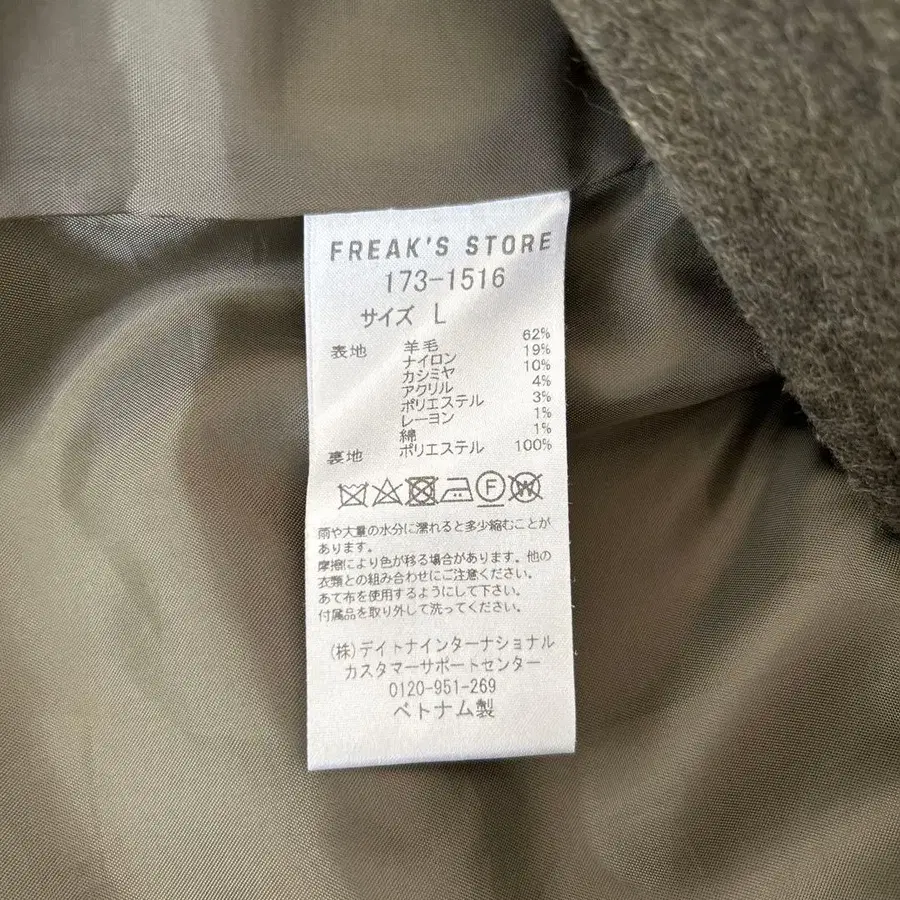 FREAK'S STORE
173-1516
サイズ L
表地 羊毛 62%
ナイロン 19%
カシミヤ 10%
アクリル 4%
ポリエステル 3%
レーヨン 1%
綿 1%
裏地 ポリエステル 100%
F W
雨や大量の水分に濡れると多少縮むことが
あります。
摩擦により色が移る場合があります。他の
衣類との組み合わせにご注意ください。
あて布を使用するようにして下さい。
付属品を取り外して洗ってください。
(株)デイトナインターナショナル
カスタマーサポートセンター
0120-951-269
ベトナム製